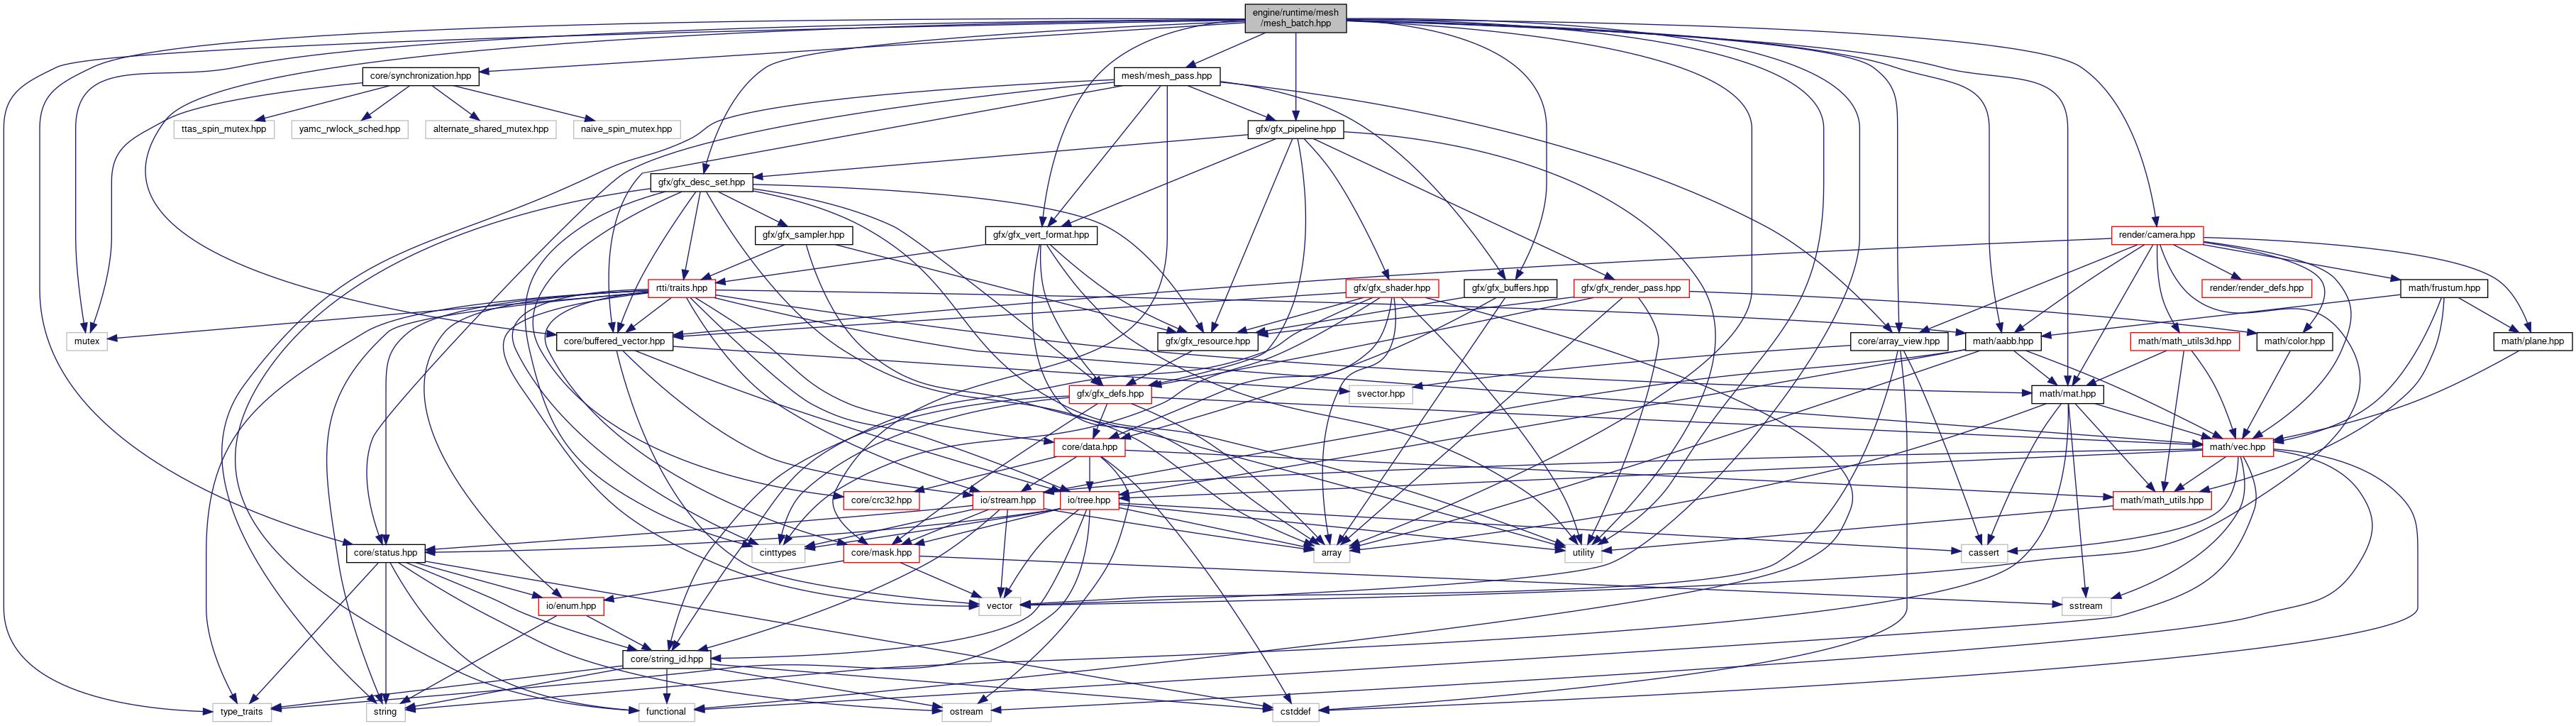 engine/runtime/mesh
/mesh_batch.hpp
core/synchronization.hpp
mesh/mesh_pass.hpp
ttas_spin_mutex.hpp
yamc_rwlock_sched.hpp
alternate_shared_mutex.hpp
naive_spin_mutex.hpp
gfx/gfx_pipeline.hpp
gfx/gfx_desc_set.hpp
gfx/gfx_sampler.hpp
gfx/gfx_vert_format.hpp
render/camera.hpp
rtti/traits.hpp
gfx/gfx_shader.hpp
gfx/gfx_buffers.hpp
gfx/gfx_render_pass.hpp
render/render_defs.hpp
math/frustum.hpp
mutex
core/buffered_vector.hpp
gfx/gfx_resource.hpp
core/array_view.hpp
math/aabb.hpp
math/math_utils3d.hpp
math/color.hpp
math/plane.hpp
gfx/gfx_defs.hpp
svector.hpp
math/mat.hpp
core/data.hpp
math/vec.hpp
core/crc32.hpp
io/stream.hpp
io/tree.hpp
math/math_utils.hpp
core/status.hpp
cinttypes
core/mask.hpp
array
utility
cassert
io/enum.hpp
vector
sstream
core/string_id.hpp
type_traits
string
functional
ostream
cstddef